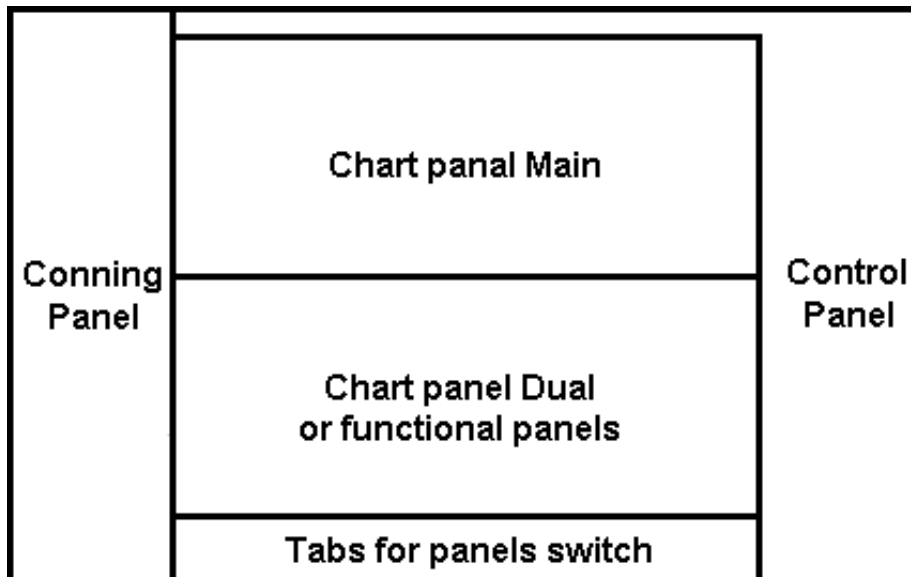 Chart panal Main
Conning
Panel
Control
Panel
Chart panel Dual
or functional panels
Tabs for panels switch